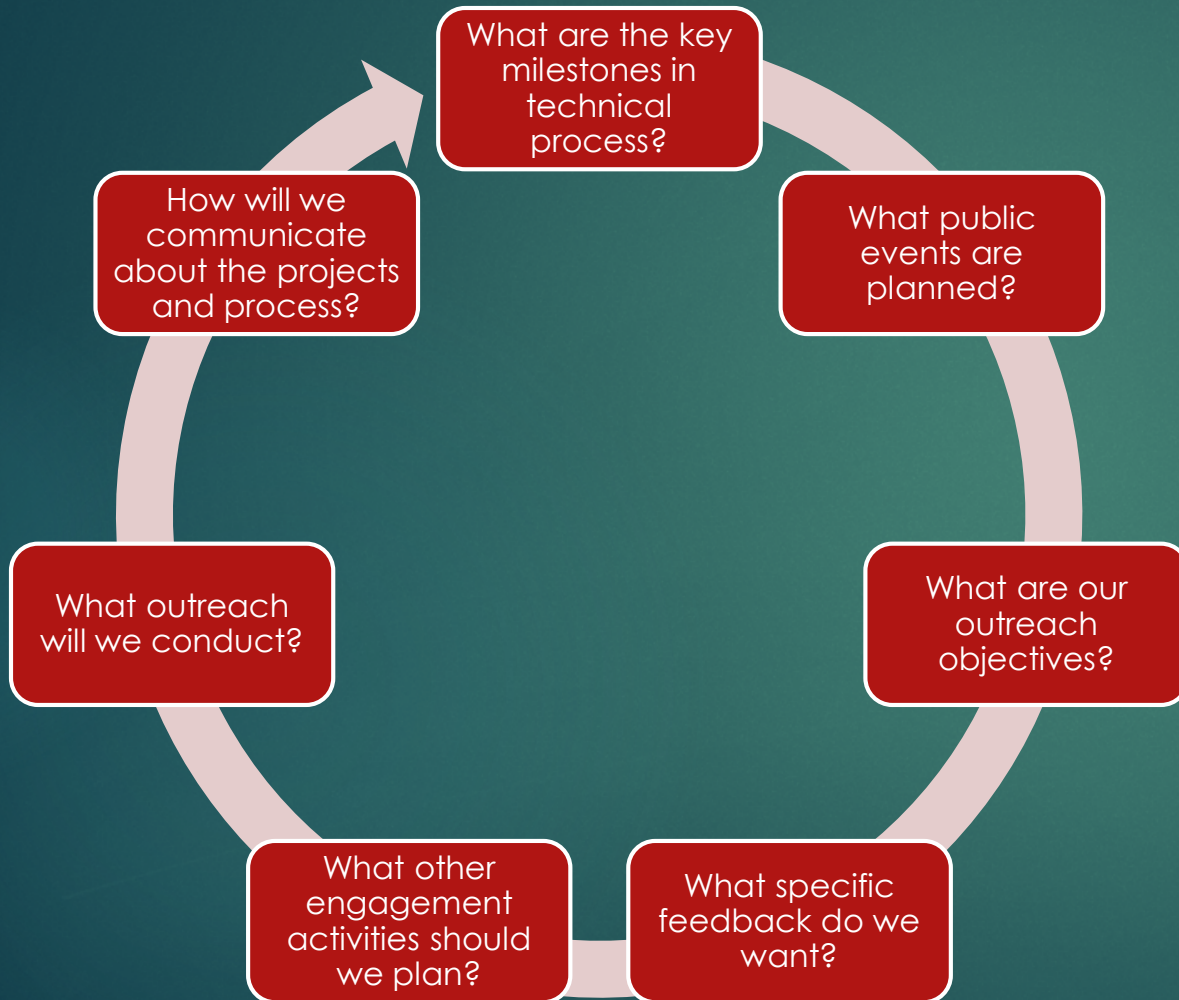 What are the key
milestones in
technical
process?
What public
events are
planned?
What are our
outreach
objectives?
What specific
feedback do we
want?
What other
engagement
activities should
we plan?
What outreach
will we conduct?
How will we
communicate
about the projects
and process?